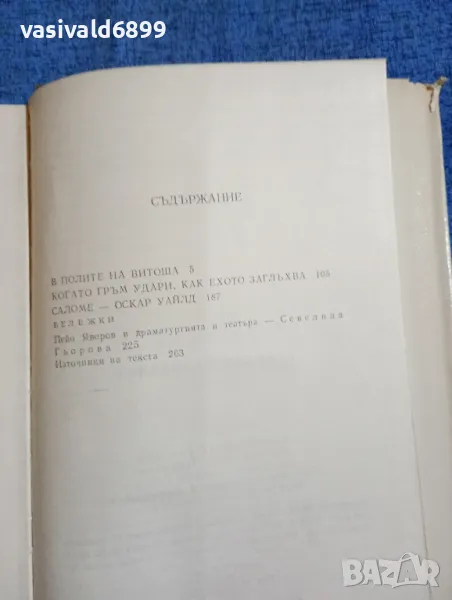 vasivald6899
СЪДЪРЖАНИЕ
В ПОЛИТЕ НА ВИТОША 5
КОГАТО ГРЪМ УДАРИ, КАК ЕХОТО ЗАГЛЪХВА 105
САЛОМЕ — ОСКАР УАЙЛД 187
БЕЛЕЖКИ
Пейо Яворов в драматургията и театъра — Севелина
Гьорова 225
Източници на текста 263
BAZAR